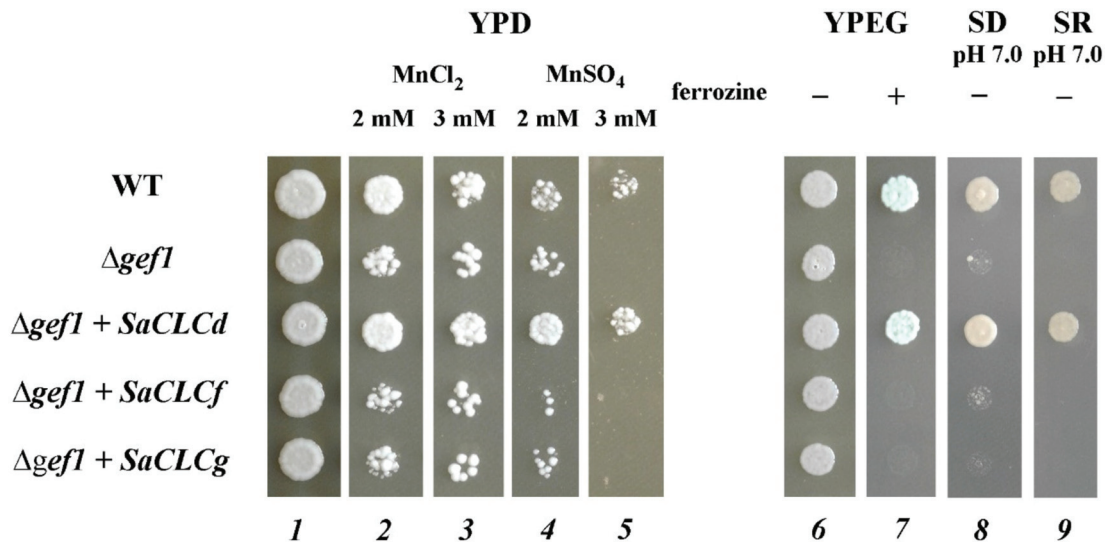 YPD YPEG SD SR
pH 7.0 pH 7.0
MnCl₂ MnSO₄
ferrozine – + – –
2 mM 3 mM 2 mM 3 mM
WT
Δgef1
Δgef1 + SaCLCd
Δgef1 + SaCLCf
Δgef1 + SaCLCg
1 2 3 4 5 6 7 8 9